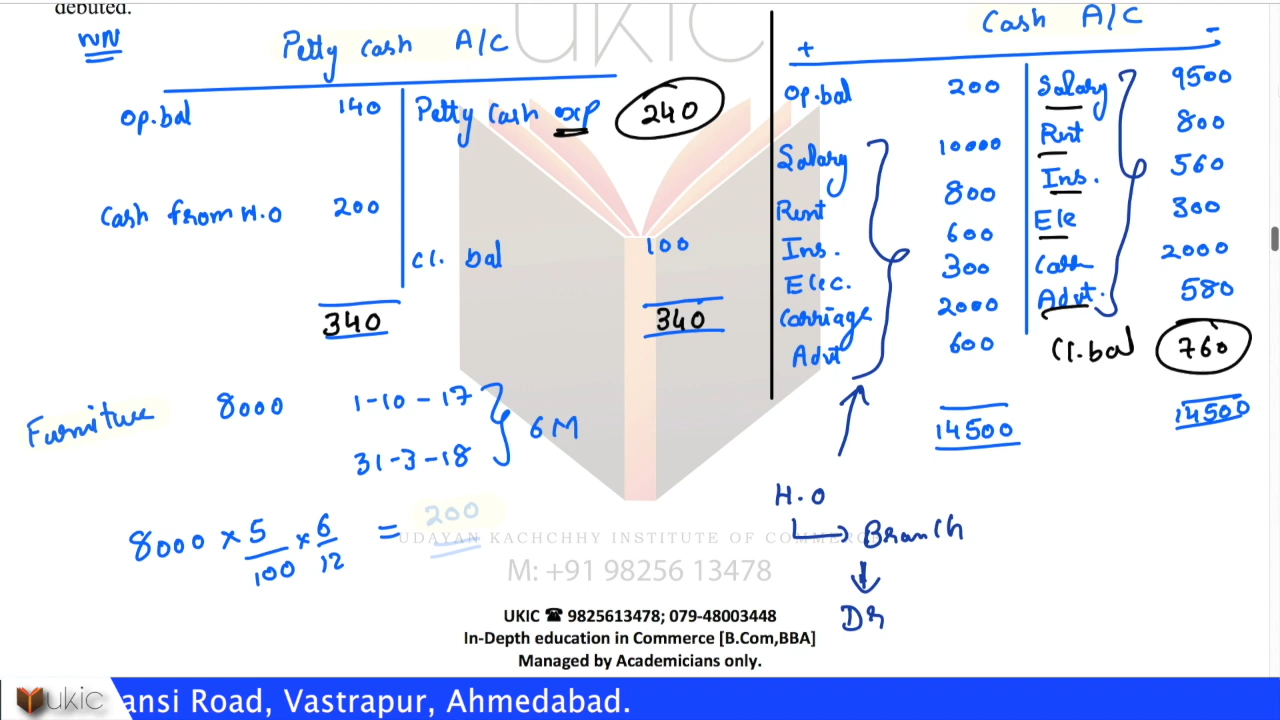 debuted.
WN
Petty cash A/C
Op.bal 140 Petty Cash exp 240
Cash from H.O 200
Cl. bal 100
340 340
Furniture 8000 1-10-17 } 6M
31-3-18
8000 × 5/100 × 6/12 = 200
Cash A/C
+ -
Op.bal 200 Salary 9500
Salary 10000 Rent 800
Rent 800 Ins. 560
Ins. 600 Ele 300
Elec. 300 Cash 2000
Carriage 2000 Advt. 580
Advt 600 Cl.bal 760
14500 14500
H.O
Branch
Dr
UKIC
UDAYAN KACHCHHY INSTITUTE OF COMMERCE
M: +91 98256 13478
UKIC ☎ 9825613478; 079-48003448
In-Depth education in Commerce [B.Com,BBA]
Managed by Academicians only.
ukic ansi Road, Vastrapur, Ahmedabad.